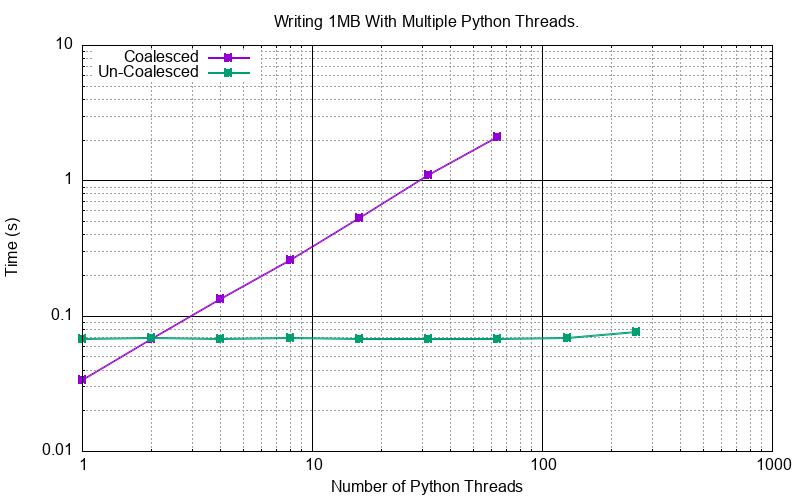 Writing 1MB With Multiple Python Threads.
10
Coalesced
Un-Coalesced
1
Time (s)
0.1
0.01
1 10 100 1000
Number of Python Threads